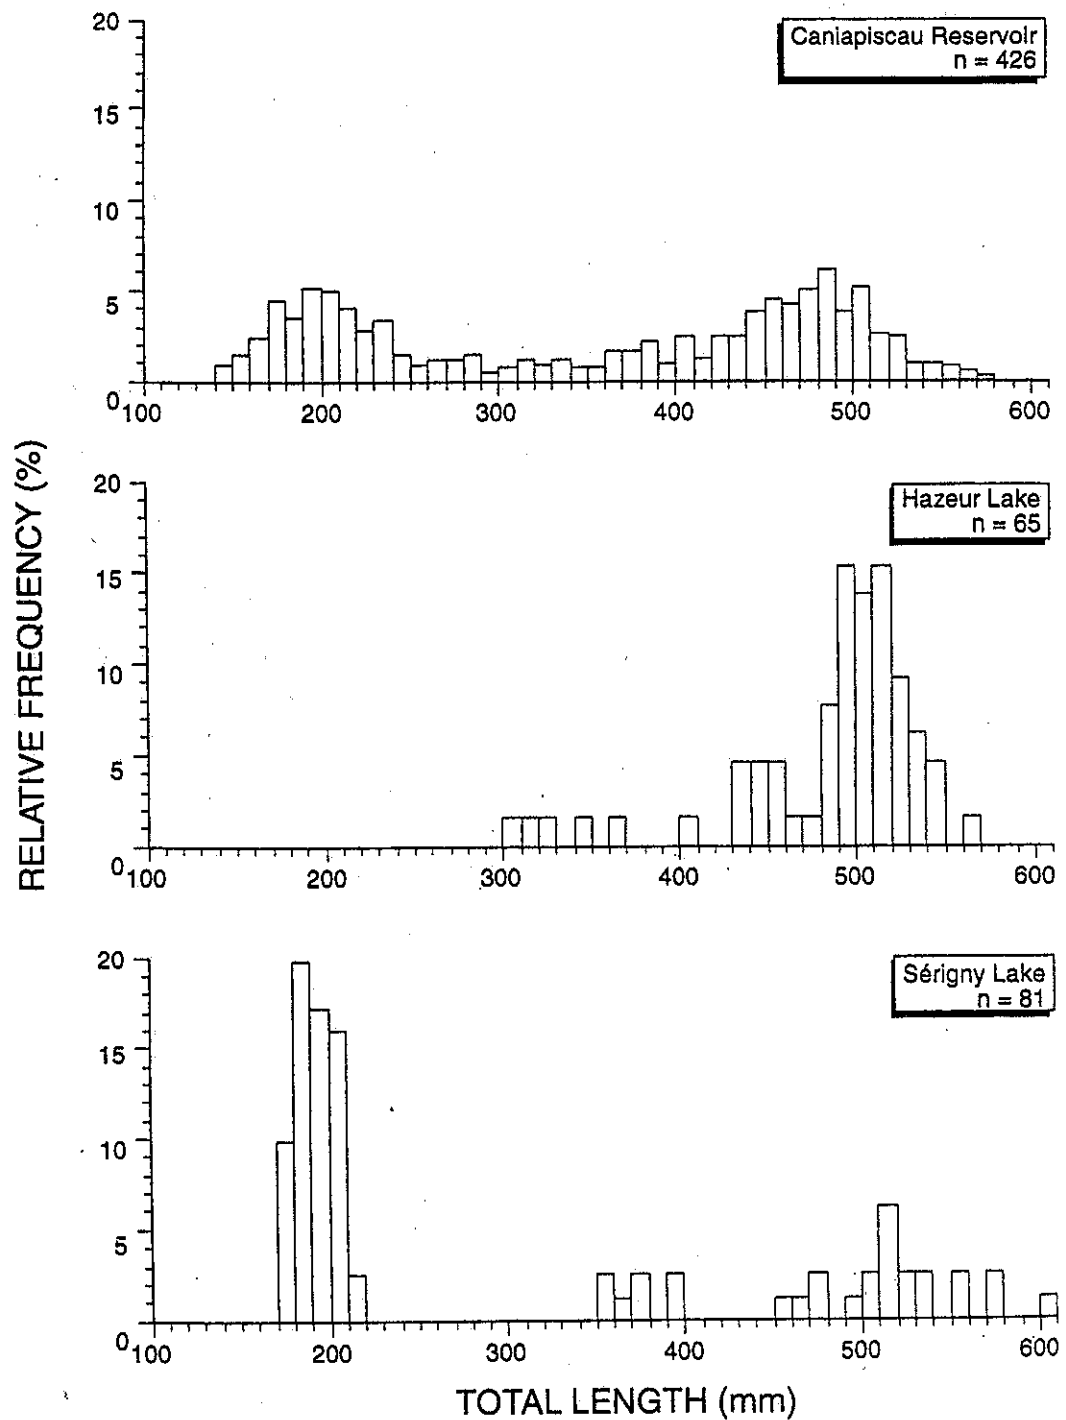 Caniapiscau Reservoir
n = 426
20
15
10
5
0
100 200 300 400 500 600
RELATIVE FREQUENCY (%)
Hazeur Lake
n = 65
20
15
10
5
0
100 200 300 400 500 600
Sérigny Lake
n = 81
20
15
10
5
0
100 200 300 400 500 600
TOTAL LENGTH (mm)